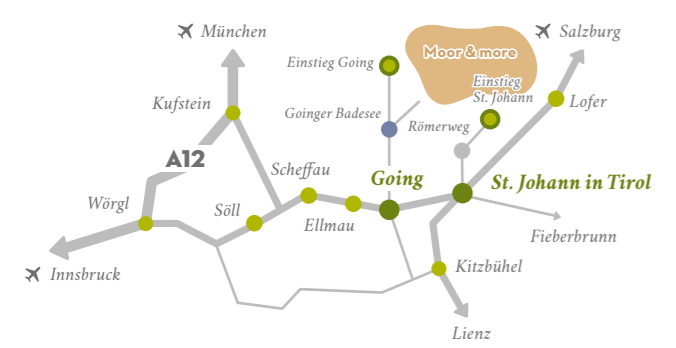 München
Salzburg
Moor & more
Einstieg Going
Einstieg
St. Johann
Kufstein
Goinger Badesee
Lofer
Römerweg
A12
Scheffau
Going
St. Johann in Tirol
Wörgl
Söll
Ellmau
Fieberbrunn
Innsbruck
Kitzbühel
Lienz